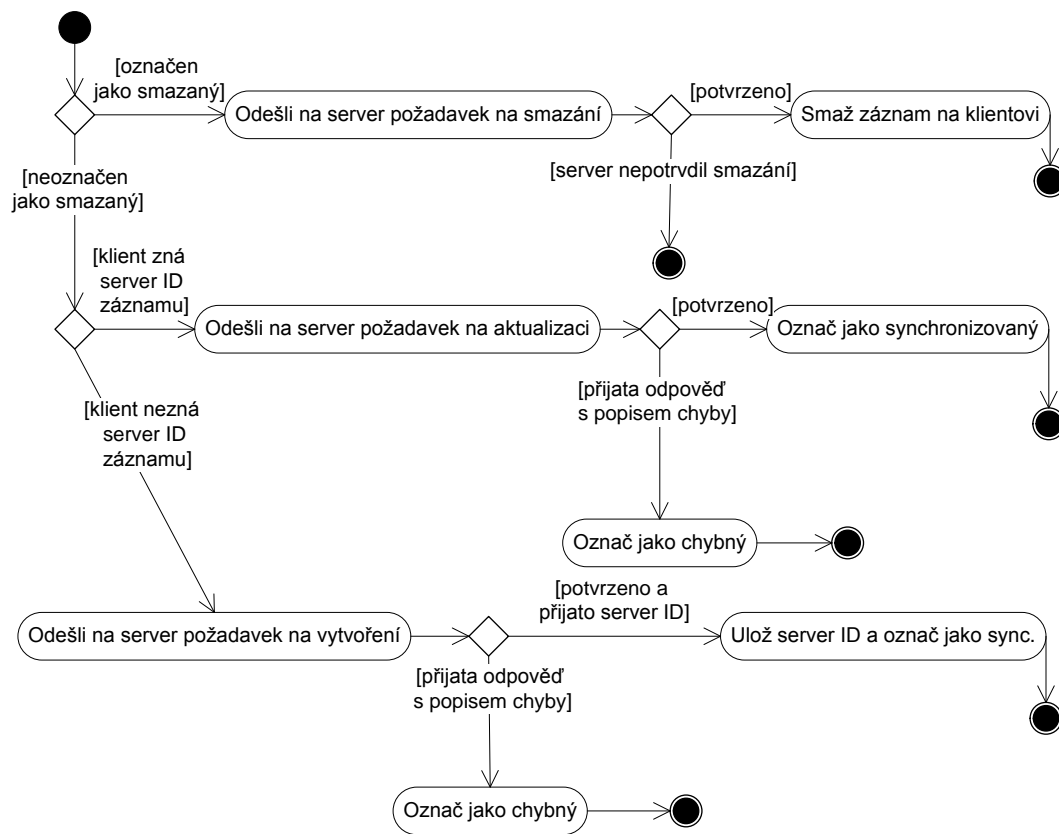 [označen
jako smazaný]
Odešli na server požadavek na smazání
[potvrzeno]
Smaž záznam na klientovi
[server nepotrvdil smazání]
[neoznačen
jako smazaný]
[klient zná
server ID
záznamu]
Odešli na server požadavek na aktualizaci
[potvrzeno]
Označ jako synchronizovaný
[přijata odpověď
s popisem chyby]
Označ jako chybný
[klient nezná
server ID
záznamu]
Odešli na server požadavek na vytvoření
[potvrzeno a
přijato server ID]
Ulož server ID a označ jako sync.
[přijata odpověď
s popisem chyby]
Označ jako chybný